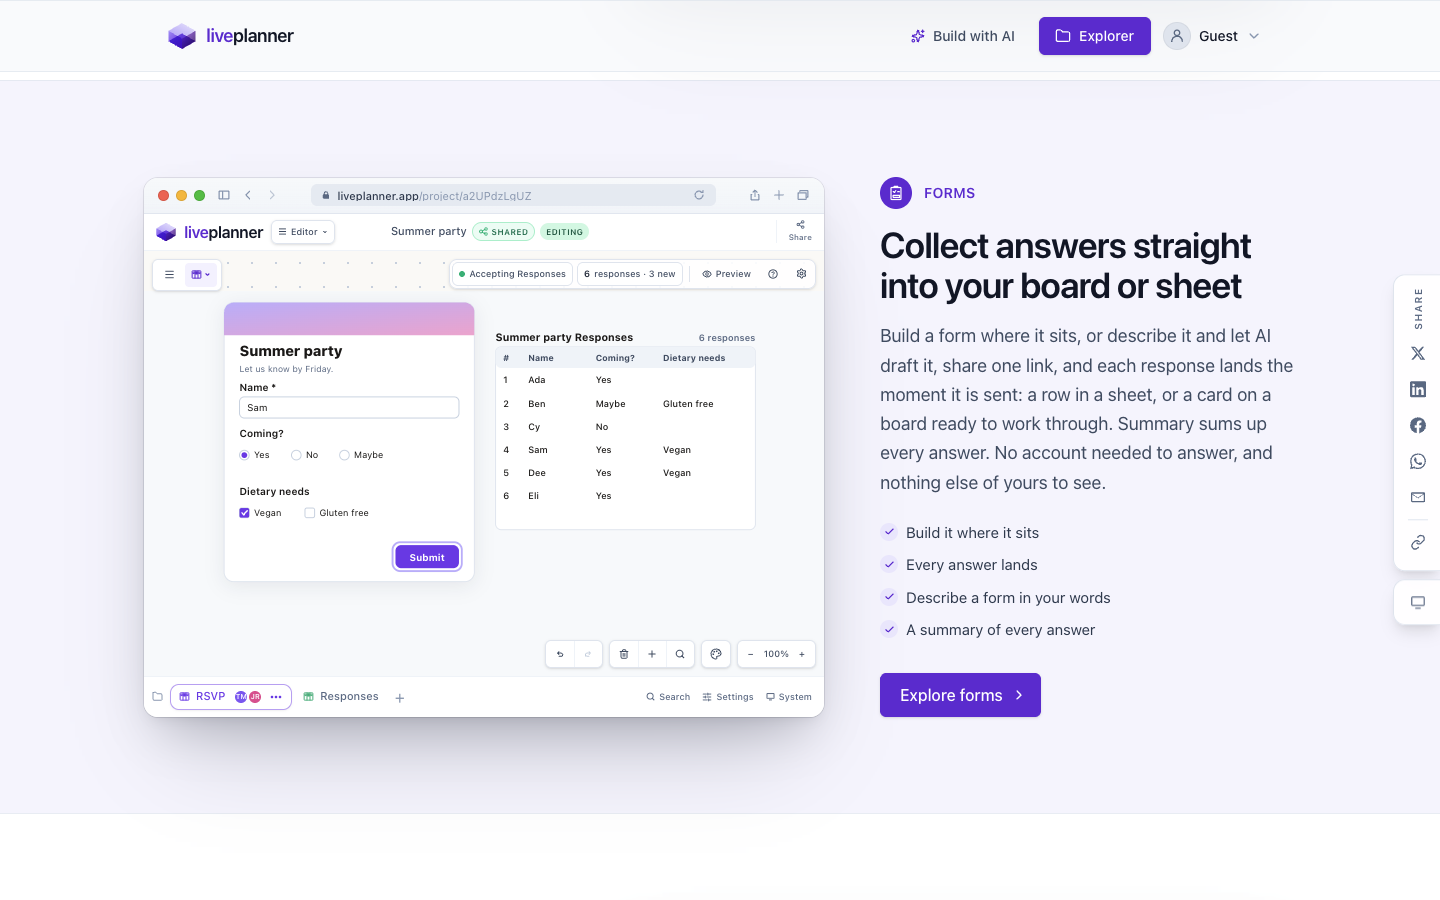 liveplanner
Build with AI
Explorer
Guest
liveplanner.app/project/a2UPdzLgUZ
liveplanner
Editor
Summer party
SHARED
EDITING
Share
Accepting Responses
6 responses · 3 new
Preview
Summer party
Let us know by Friday.
Name *
Sam
Coming?
Yes No Maybe
Dietary needs
Vegan Gluten free
Submit
Summer party Responses 6 responses
# Name Coming? Dietary needs
1 Ada Yes
2 Ben Maybe Gluten free
3 Cy No
4 Sam Yes Vegan
5 Dee Yes Vegan
6 Eli Yes
− 100% +
RSVP TM JR ••• Responses +
Search Settings System
FORMS
Collect answers straight
into your board or sheet
Build a form where it sits, or describe it and let AI
draft it, share one link, and each response lands the
moment it is sent: a row in a sheet, or a card on a
board ready to work through. Summary sums up
every answer. No account needed to answer, and
nothing else of yours to see.
Build it where it sits
Every answer lands
Describe a form in your words
A summary of every answer
Explore forms
SHARE